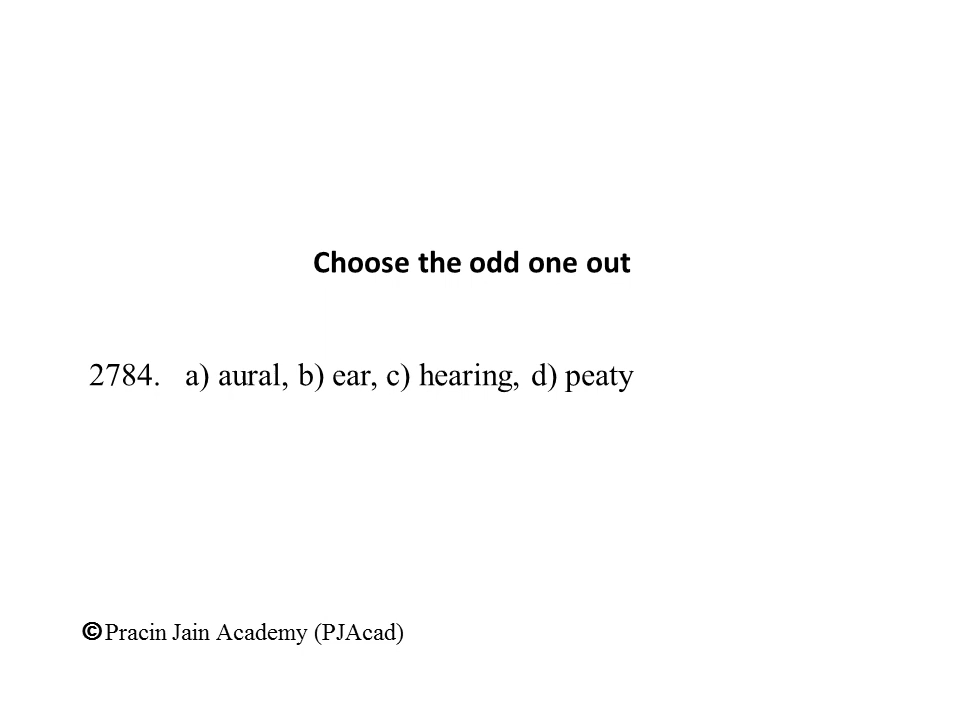 Choose the odd one out
2784. a) aural, b) ear, c) hearing, d) peaty
©Pracin Jain Academy (PJAcad)